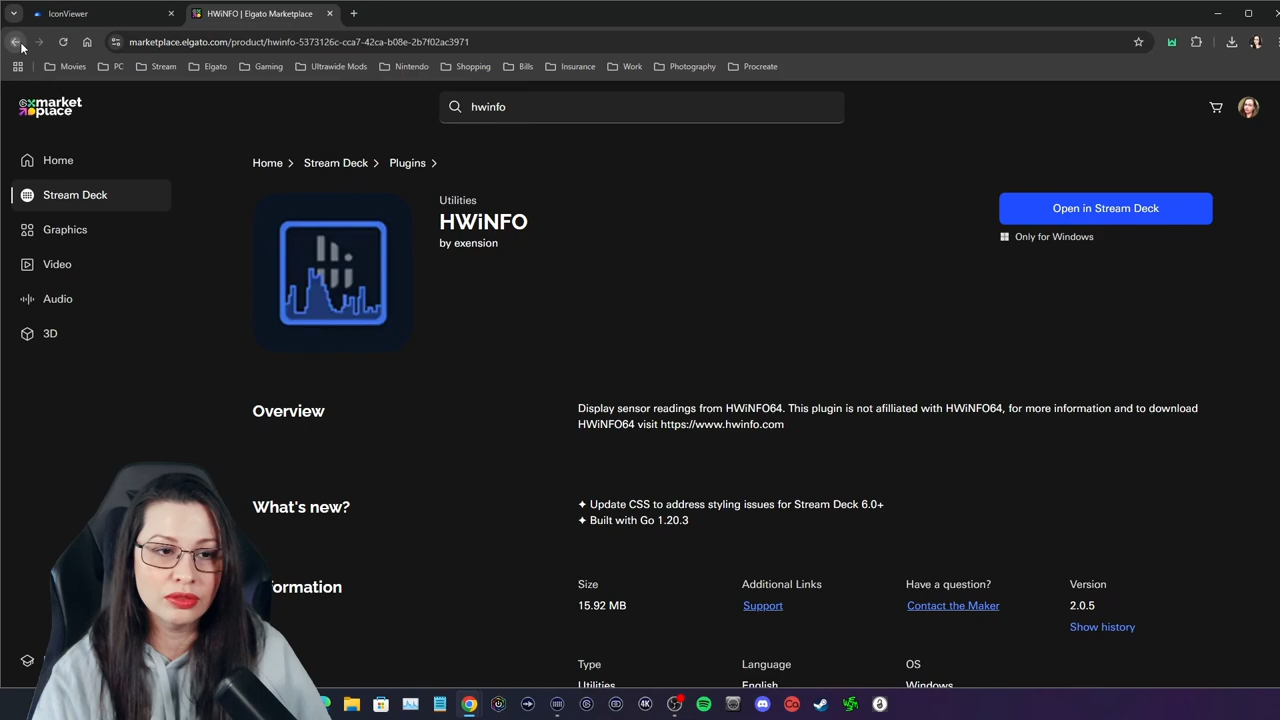 IconViewer
HWiNFO | Elgato Marketplace
marketplace.elgato.com/product/hwinfo-5373126c-cca7-42ca-b08e-2b7f02ac3971
Movies
PC
Stream
Elgato
Gaming
Ultrawide Mods
Nintendo
Shopping
Bills
Insurance
Work
Photography
Procreate
market
place
hwinfo
Home
Stream Deck
Graphics
Video
Audio
3D
Home > Stream Deck > Plugins >
Utilities
HWiNFO
by exension
Open in Stream Deck
Only for Windows
Overview
Display sensor readings from HWiNFO64. This plugin is not afilliated with HWiNFO64, for more information and to download
HWiNFO64 visit https://www.hwinfo.com
What's new?
✦ Update CSS to address styling issues for Stream Deck 6.0+
✦ Built with Go 1.20.3
formation
Size
15.92 MB
Additional Links
Support
Have a question?
Contact the Maker
Version
2.0.5
Show history
Type
Utilities
Language
English
OS
Windows
4K